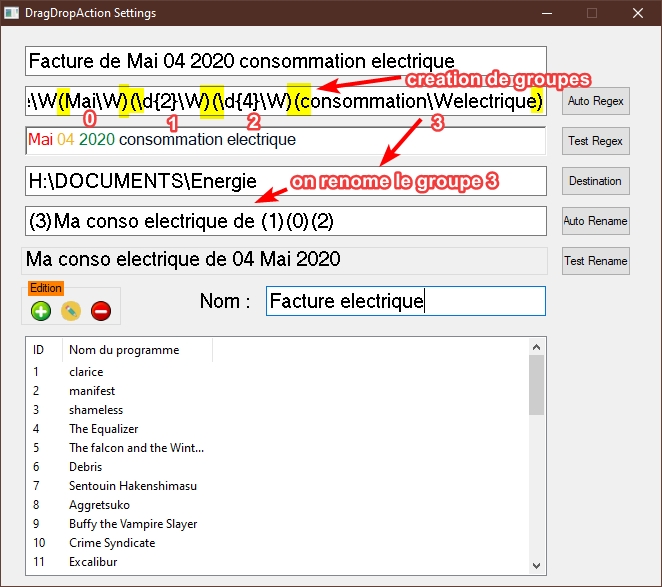 DragDropAction Settings
Facture de Mai 04 2020 consommation electrique
creation de groupes
:\W(Mai\W)(\d{2}\W)(\d{4}\W)(consommation\Welectrique)
Auto Regex
0 1 2 3
Mai 04 2020 consommation electrique
Test Regex
H:\DOCUMENTS\Energie
on renome le groupe 3
Destination
(3)Ma conso electrique de (1)(0)(2)
Auto Rename
Ma conso electrique de 04 Mai 2020
Test Rename
Edition
Nom : Facture electrique
ID Nom du programme
1 clarice
2 manifest
3 shameless
4 The Equalizer
5 The falcon and the Wint...
6 Debris
7 Sentouin Hakenshimasu
8 Aggretsuko
9 Buffy the Vampire Slayer
10 Crime Syndicate
11 Excalibur